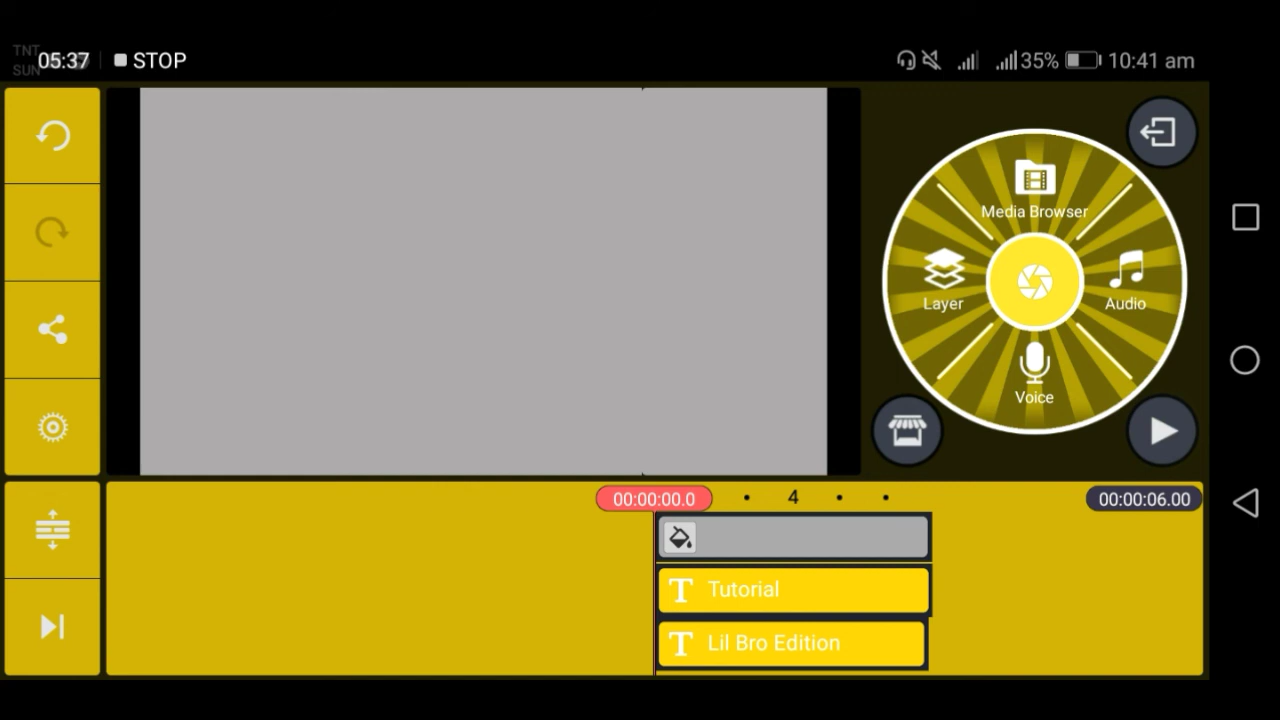 TNT
SUN
05:37 STOP
35% 10:41 am
Media Browser
Layer
Audio
Voice
00:00:00.0
4
00:00:06.00
T Tutorial
T Lil Bro Edition